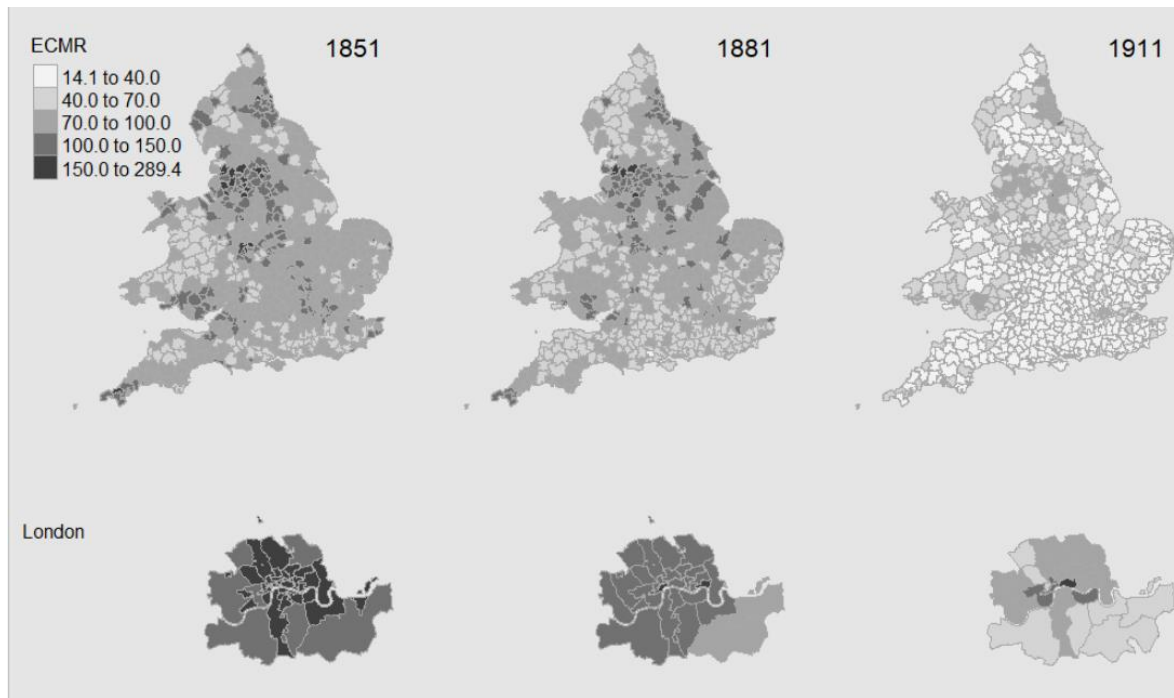 ECMR
14.1 to 40.0
40.0 to 70.0
70.0 to 100.0
100.0 to 150.0
150.0 to 289.4
1851
1881
1911
London